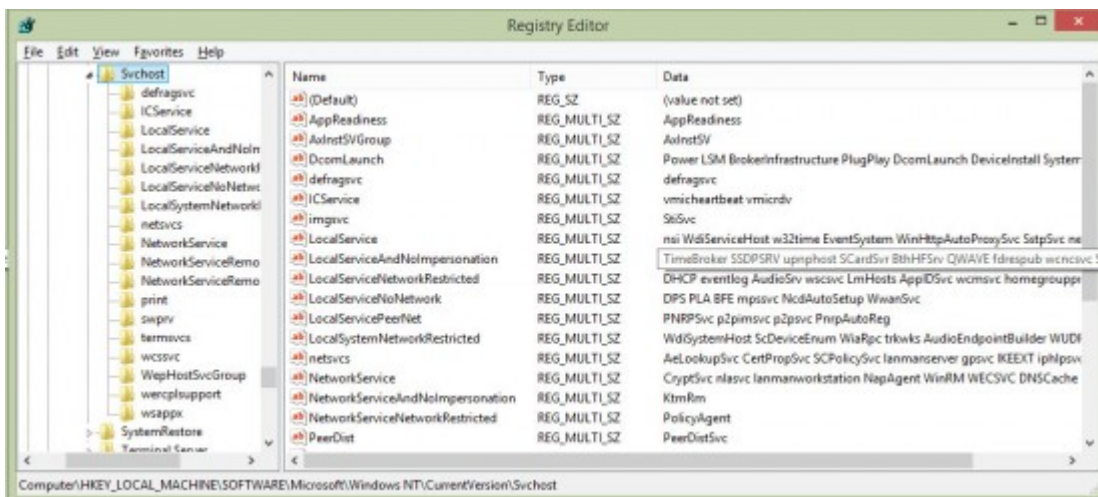 Registry Editor
File Edit View Favorites Help
Svchost
defragsvc
ICService
LocalService
LocalServiceAndNoIm
LocalServiceNetworkl
LocalServiceNoNetwc
LocalSystemNetworkl
netsvcs
NetworkService
NetworkServiceRemo
NetworkServiceRemo
print
swprv
termsvcs
wcssvc
WepHostSvcGroup
wercplsupport
wsappx
SystemRestore
Terminal Server
Name Type Data
(Default) REG_SZ (value not set)
AppReadiness REG_MULTI_SZ AppReadiness
AxInstSVGroup REG_MULTI_SZ AxInstSV
DcomLaunch REG_MULTI_SZ Power LSM BrokerInfrastructure PlugPlay DcomLaunch DeviceInstall System
defragsvc REG_MULTI_SZ defragsvc
ICService REG_MULTI_SZ vmicheartbeat vmicrdv
imgsvc REG_MULTI_SZ StiSvc
LocalService REG_MULTI_SZ nsi WdiServiceHost w32time EventSystem WinHttpAutoProxySvc SstpSvc ne
LocalServiceAndNoImpersonation REG_MULTI_SZ TimeBroker SSDPSRV upnphost SCardSvr BthHFSrv QWAVE fdrespub wcncsvc S
LocalServiceNetworkRestricted REG_MULTI_SZ DHCP eventlog AudioSrv wscsvc LmHosts AppIDSvc wcmsvc homegrouppr
LocalServiceNoNetwork REG_MULTI_SZ DPS PLA BFE mpssvc NcdAutoSetup WwanSvc
LocalServicePeerNet REG_MULTI_SZ PNRPSvc p2pimsvc p2psvc PnrpAutoReg
LocalSystemNetworkRestricted REG_MULTI_SZ WdiSystemHost ScDeviceEnum WiaRpc trkwks AudioEndpointBuilder WUDF
netsvcs REG_MULTI_SZ AeLookupSvc CertPropSvc SCPolicySvc lanmanserver gpsvc IKEEXT iphlpsvc
NetworkService REG_MULTI_SZ CryptSvc nlasvc lanmanworkstation NapAgent WinRM WECSVC DNSCache
NetworkServiceAndNoImpersonation REG_MULTI_SZ KtmRm
NetworkServiceNetworkRestricted REG_MULTI_SZ PolicyAgent
PeerDist REG_MULTI_SZ PeerDistSvc
Computer\HKEY_LOCAL_MACHINE\SOFTWARE\Microsoft\Windows NT\CurrentVersion\Svchost